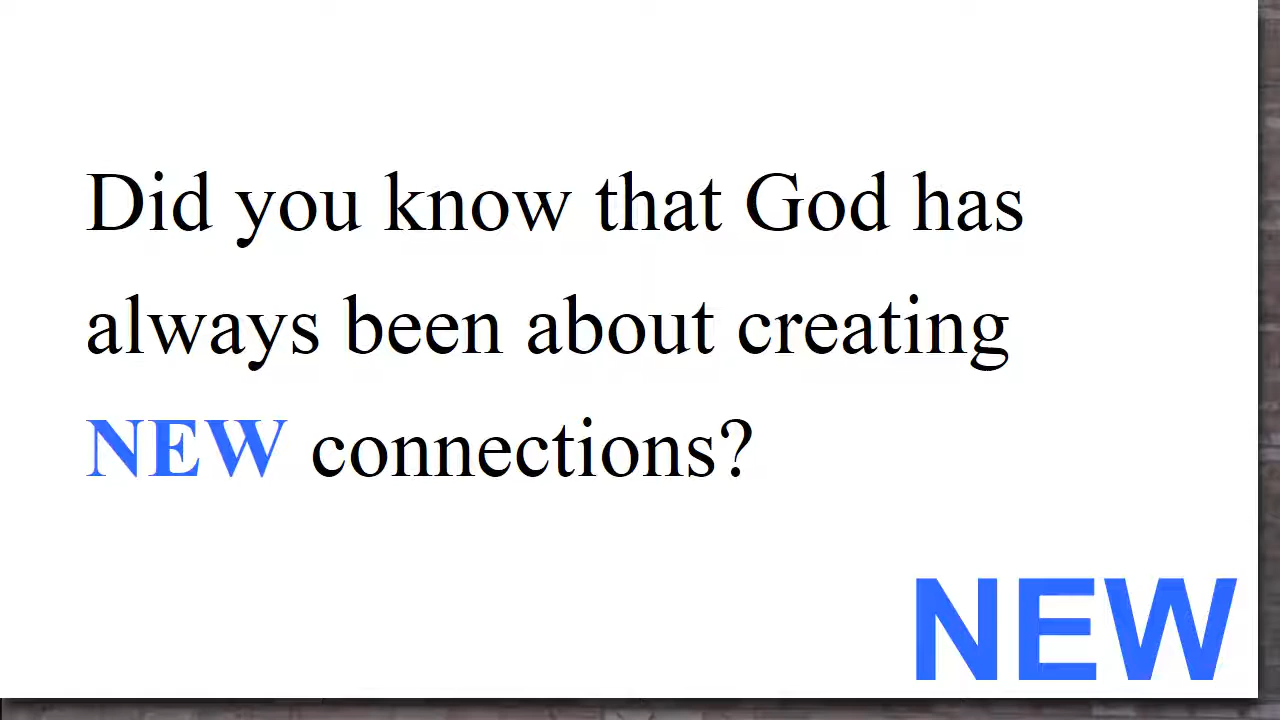 Did you know that God has
always been about creating
NEW connections?
NEW